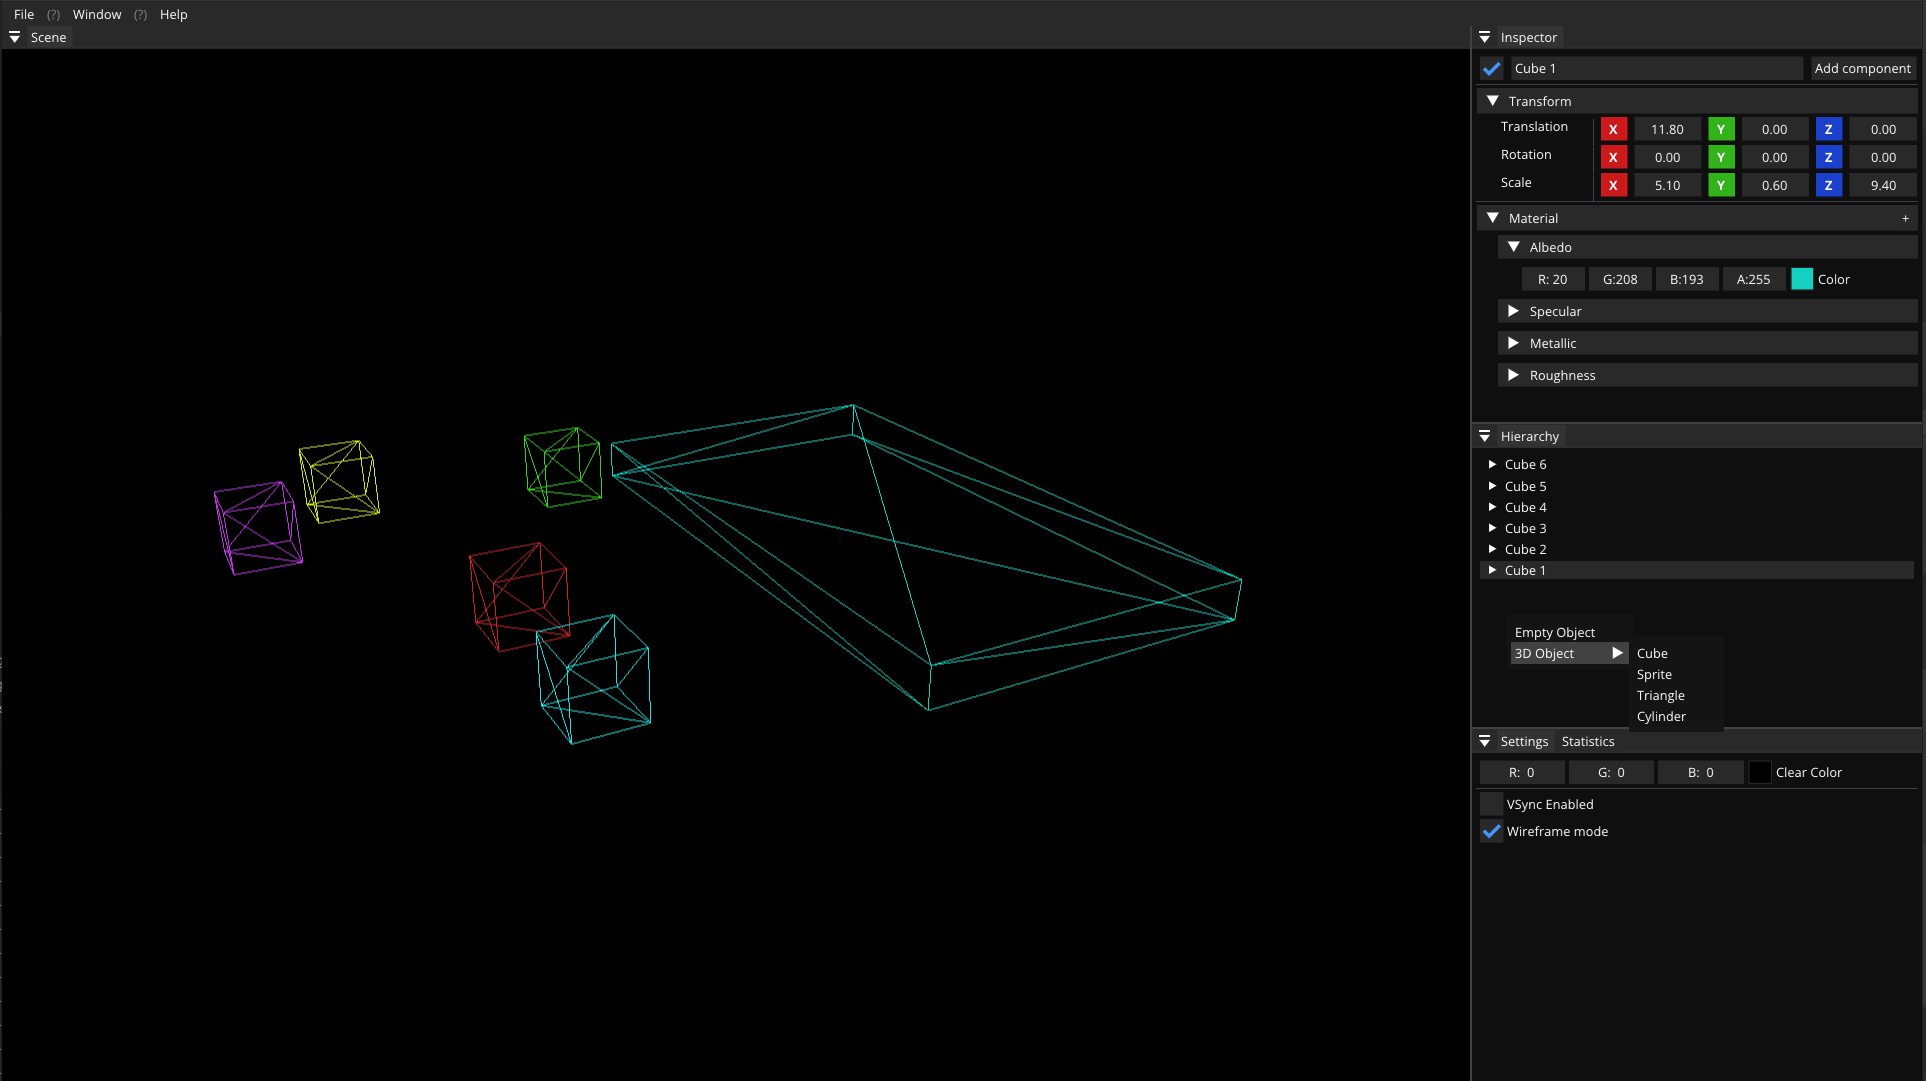 File (?) Window (?) Help
Scene
Inspector
Cube 1 Add component
Transform
Translation X 11.80 Y 0.00 Z 0.00
Rotation X 0.00 Y 0.00 Z 0.00
Scale X 5.10 Y 0.60 Z 9.40
Material +
Albedo
R: 20 G:208 B:193 A:255 Color
Specular
Metallic
Roughness
Hierarchy
Cube 6
Cube 5
Cube 4
Cube 3
Cube 2
Cube 1
Empty Object
3D Object
Cube
Sprite
Triangle
Cylinder
Settings Statistics
R: 0 G: 0 B: 0 Clear Color
VSync Enabled
Wireframe mode